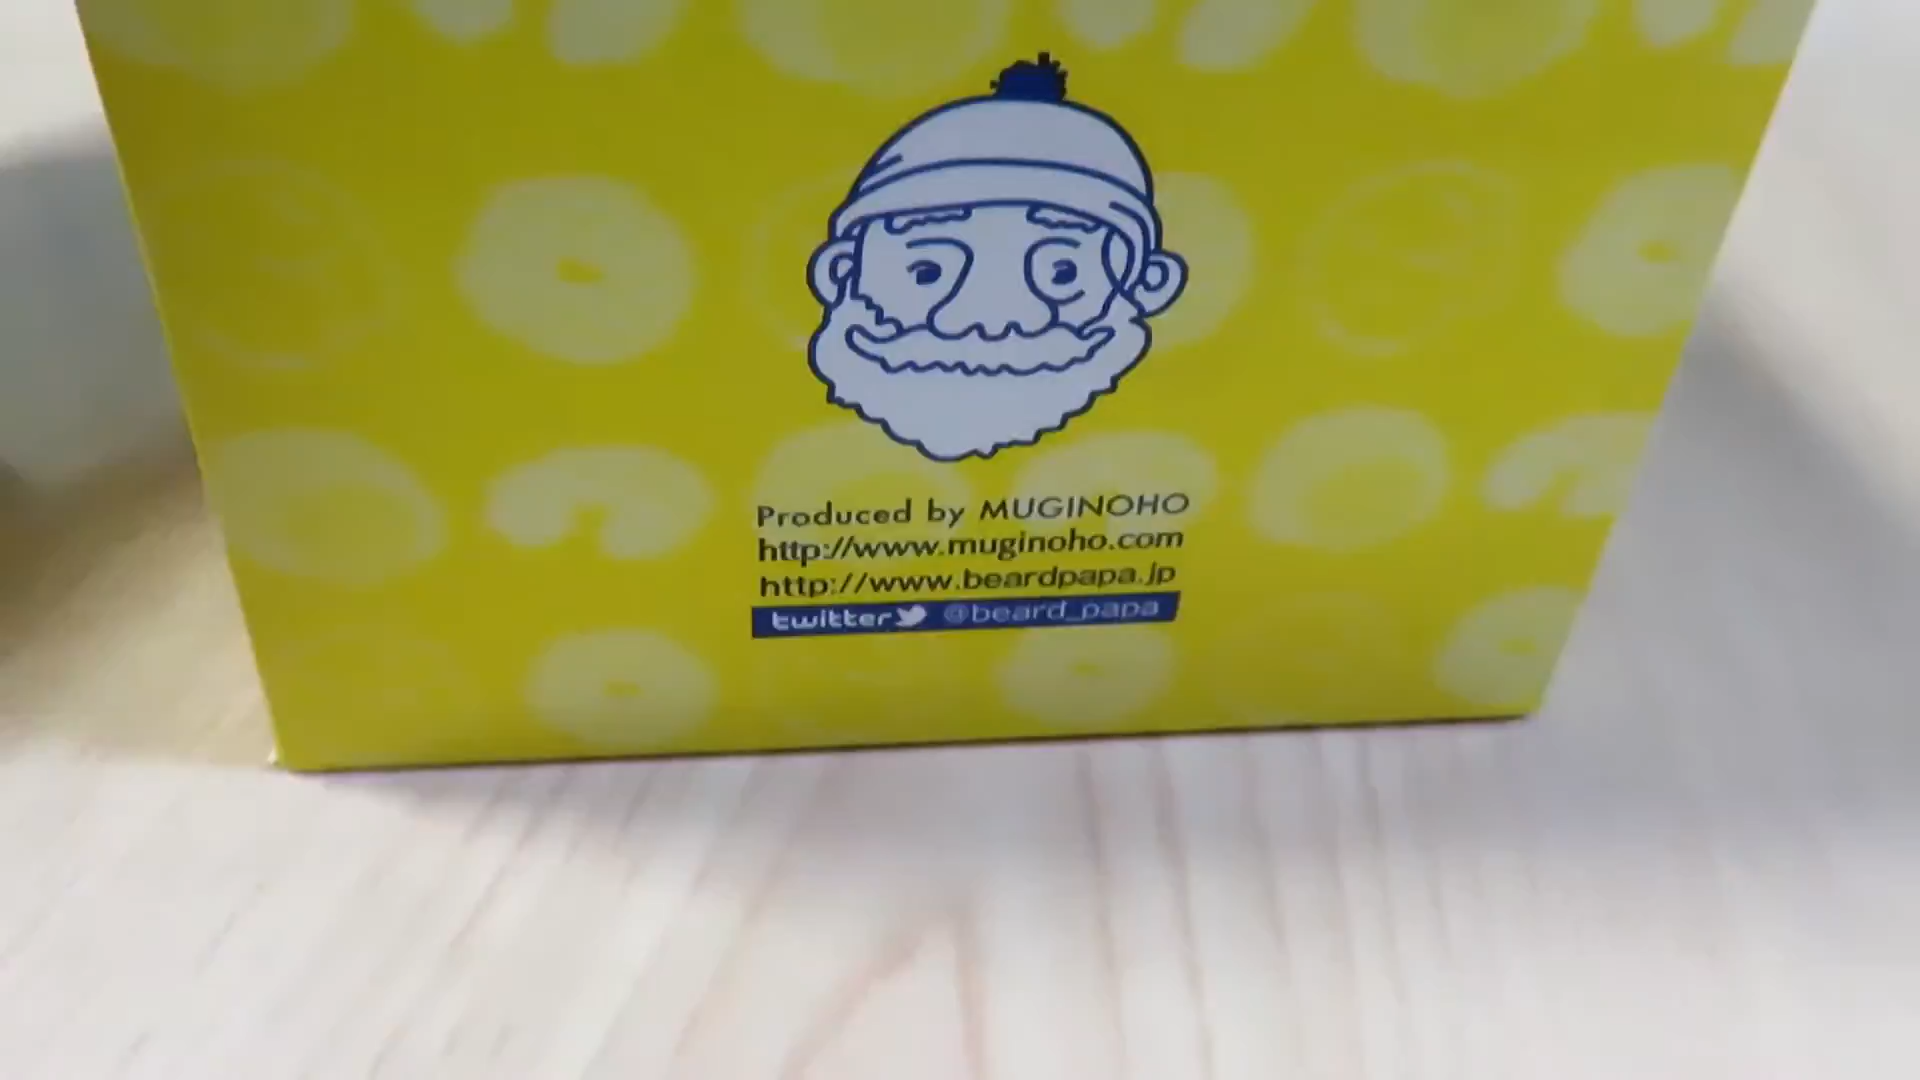 Produced by MUGINOHO
http://www.muginoho.com
http://www.beardpapa.jp
twitter @beard_papa